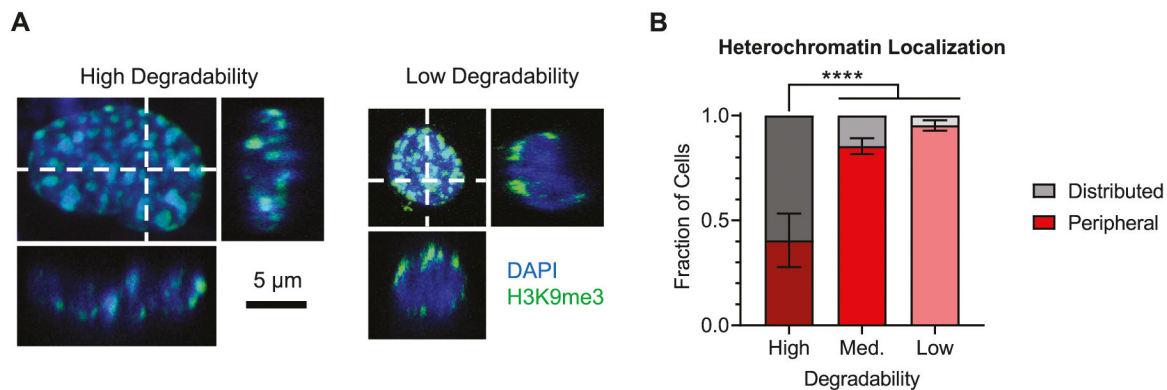 A
High Degradability
Low Degradability
5 μm
DAPI
H3K9me3
B
Heterochromatin Localization
****
1.0
0.5
0.0
Fraction of Cells
High Med. Low
Degradability
Distributed
Peripheral